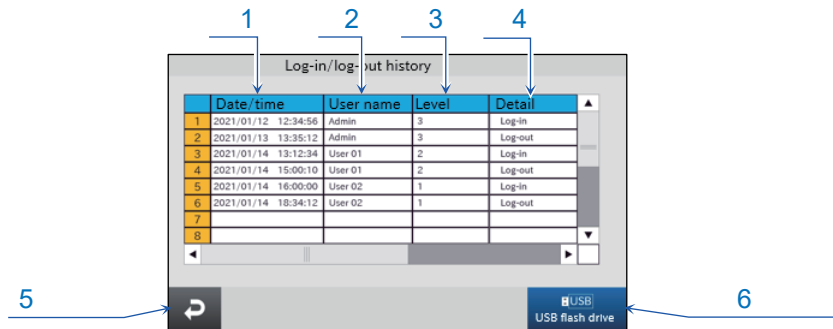 1 2 3 4
Log-in/log-out history
Date/time User name Level Detail
1 2021/01/12 12:34:56 Admin 3 Log-in
2 2021/01/13 13:35:12 Admin 3 Log-out
3 2021/01/14 13:12:34 User 01 2 Log-in
4 2021/01/14 15:00:10 User 01 2 Log-out
5 2021/01/14 16:00:00 User 02 1 Log-in
6 2021/01/14 18:34:12 User 02 1 Log-out
7
8
5
USB
USB flash drive
6